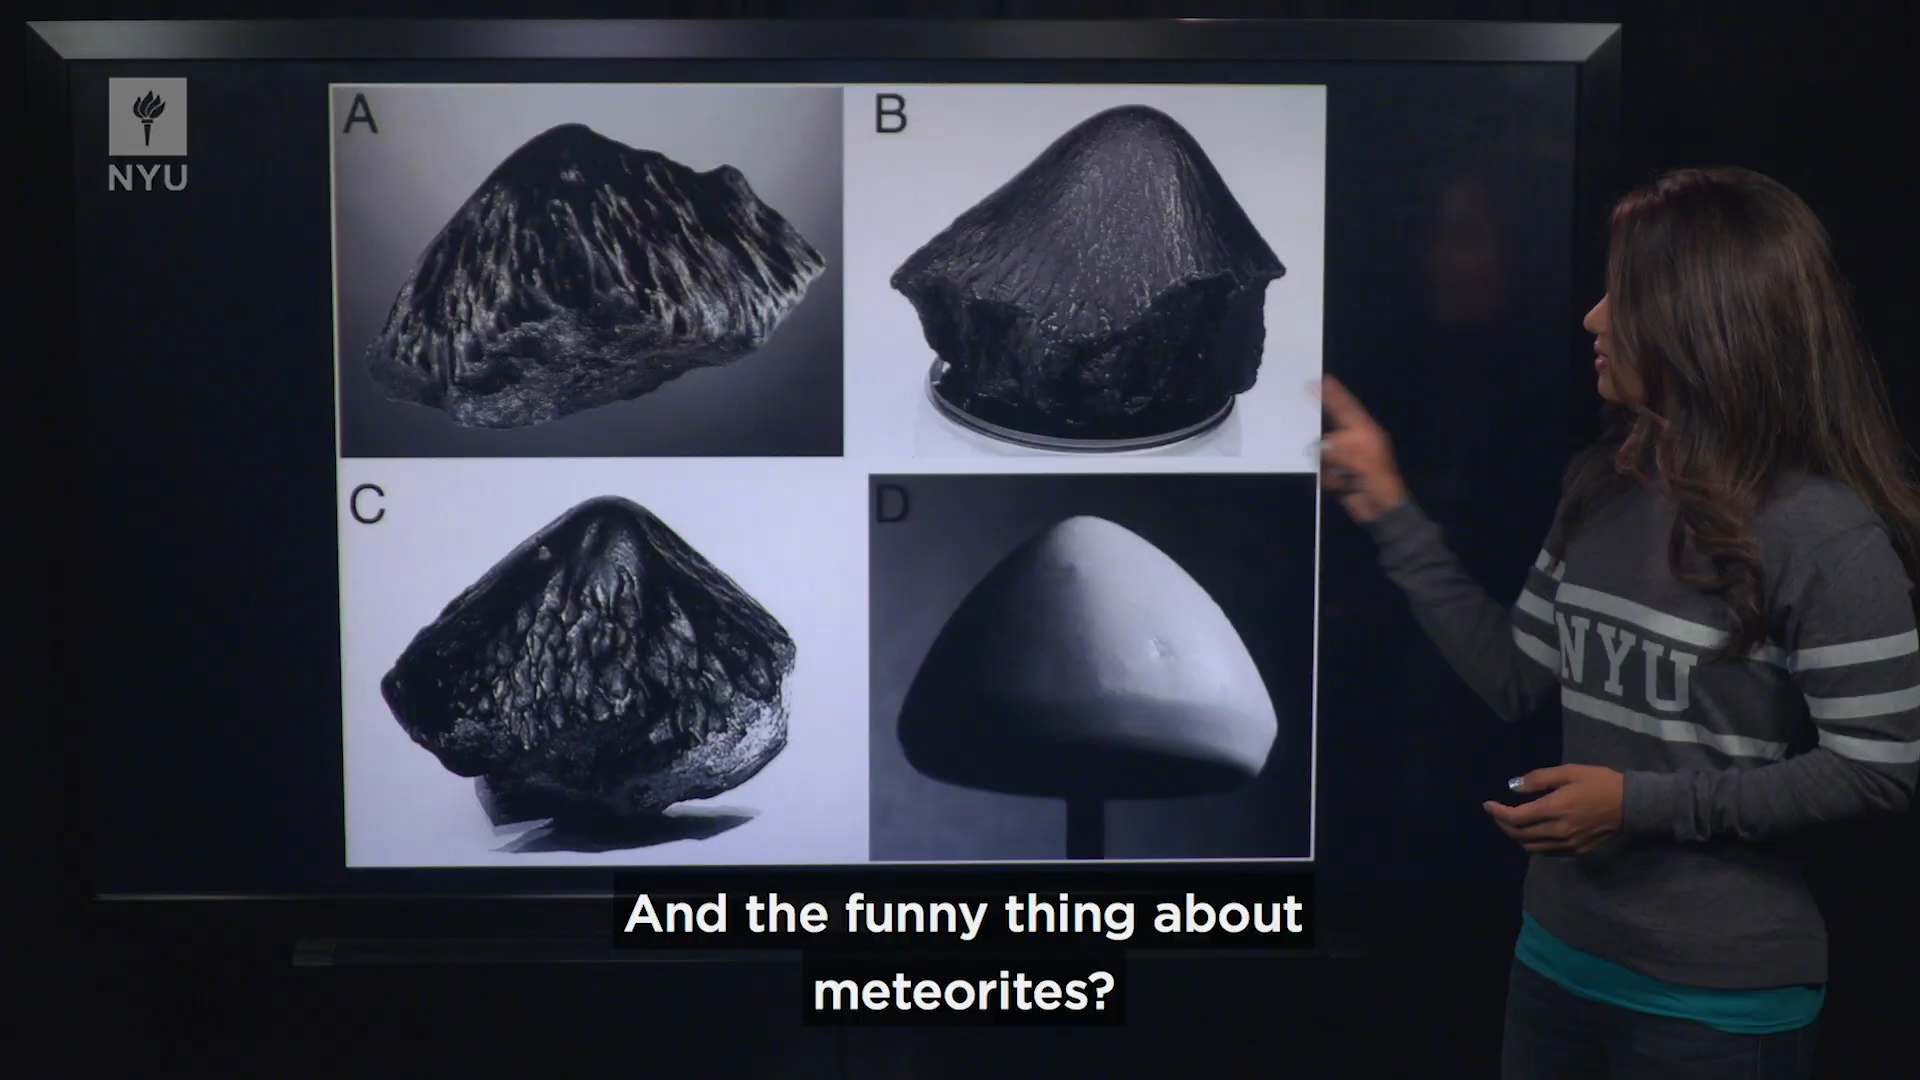 NYU
A
B
C
D
NYU
And the funny thing about
meteorites?